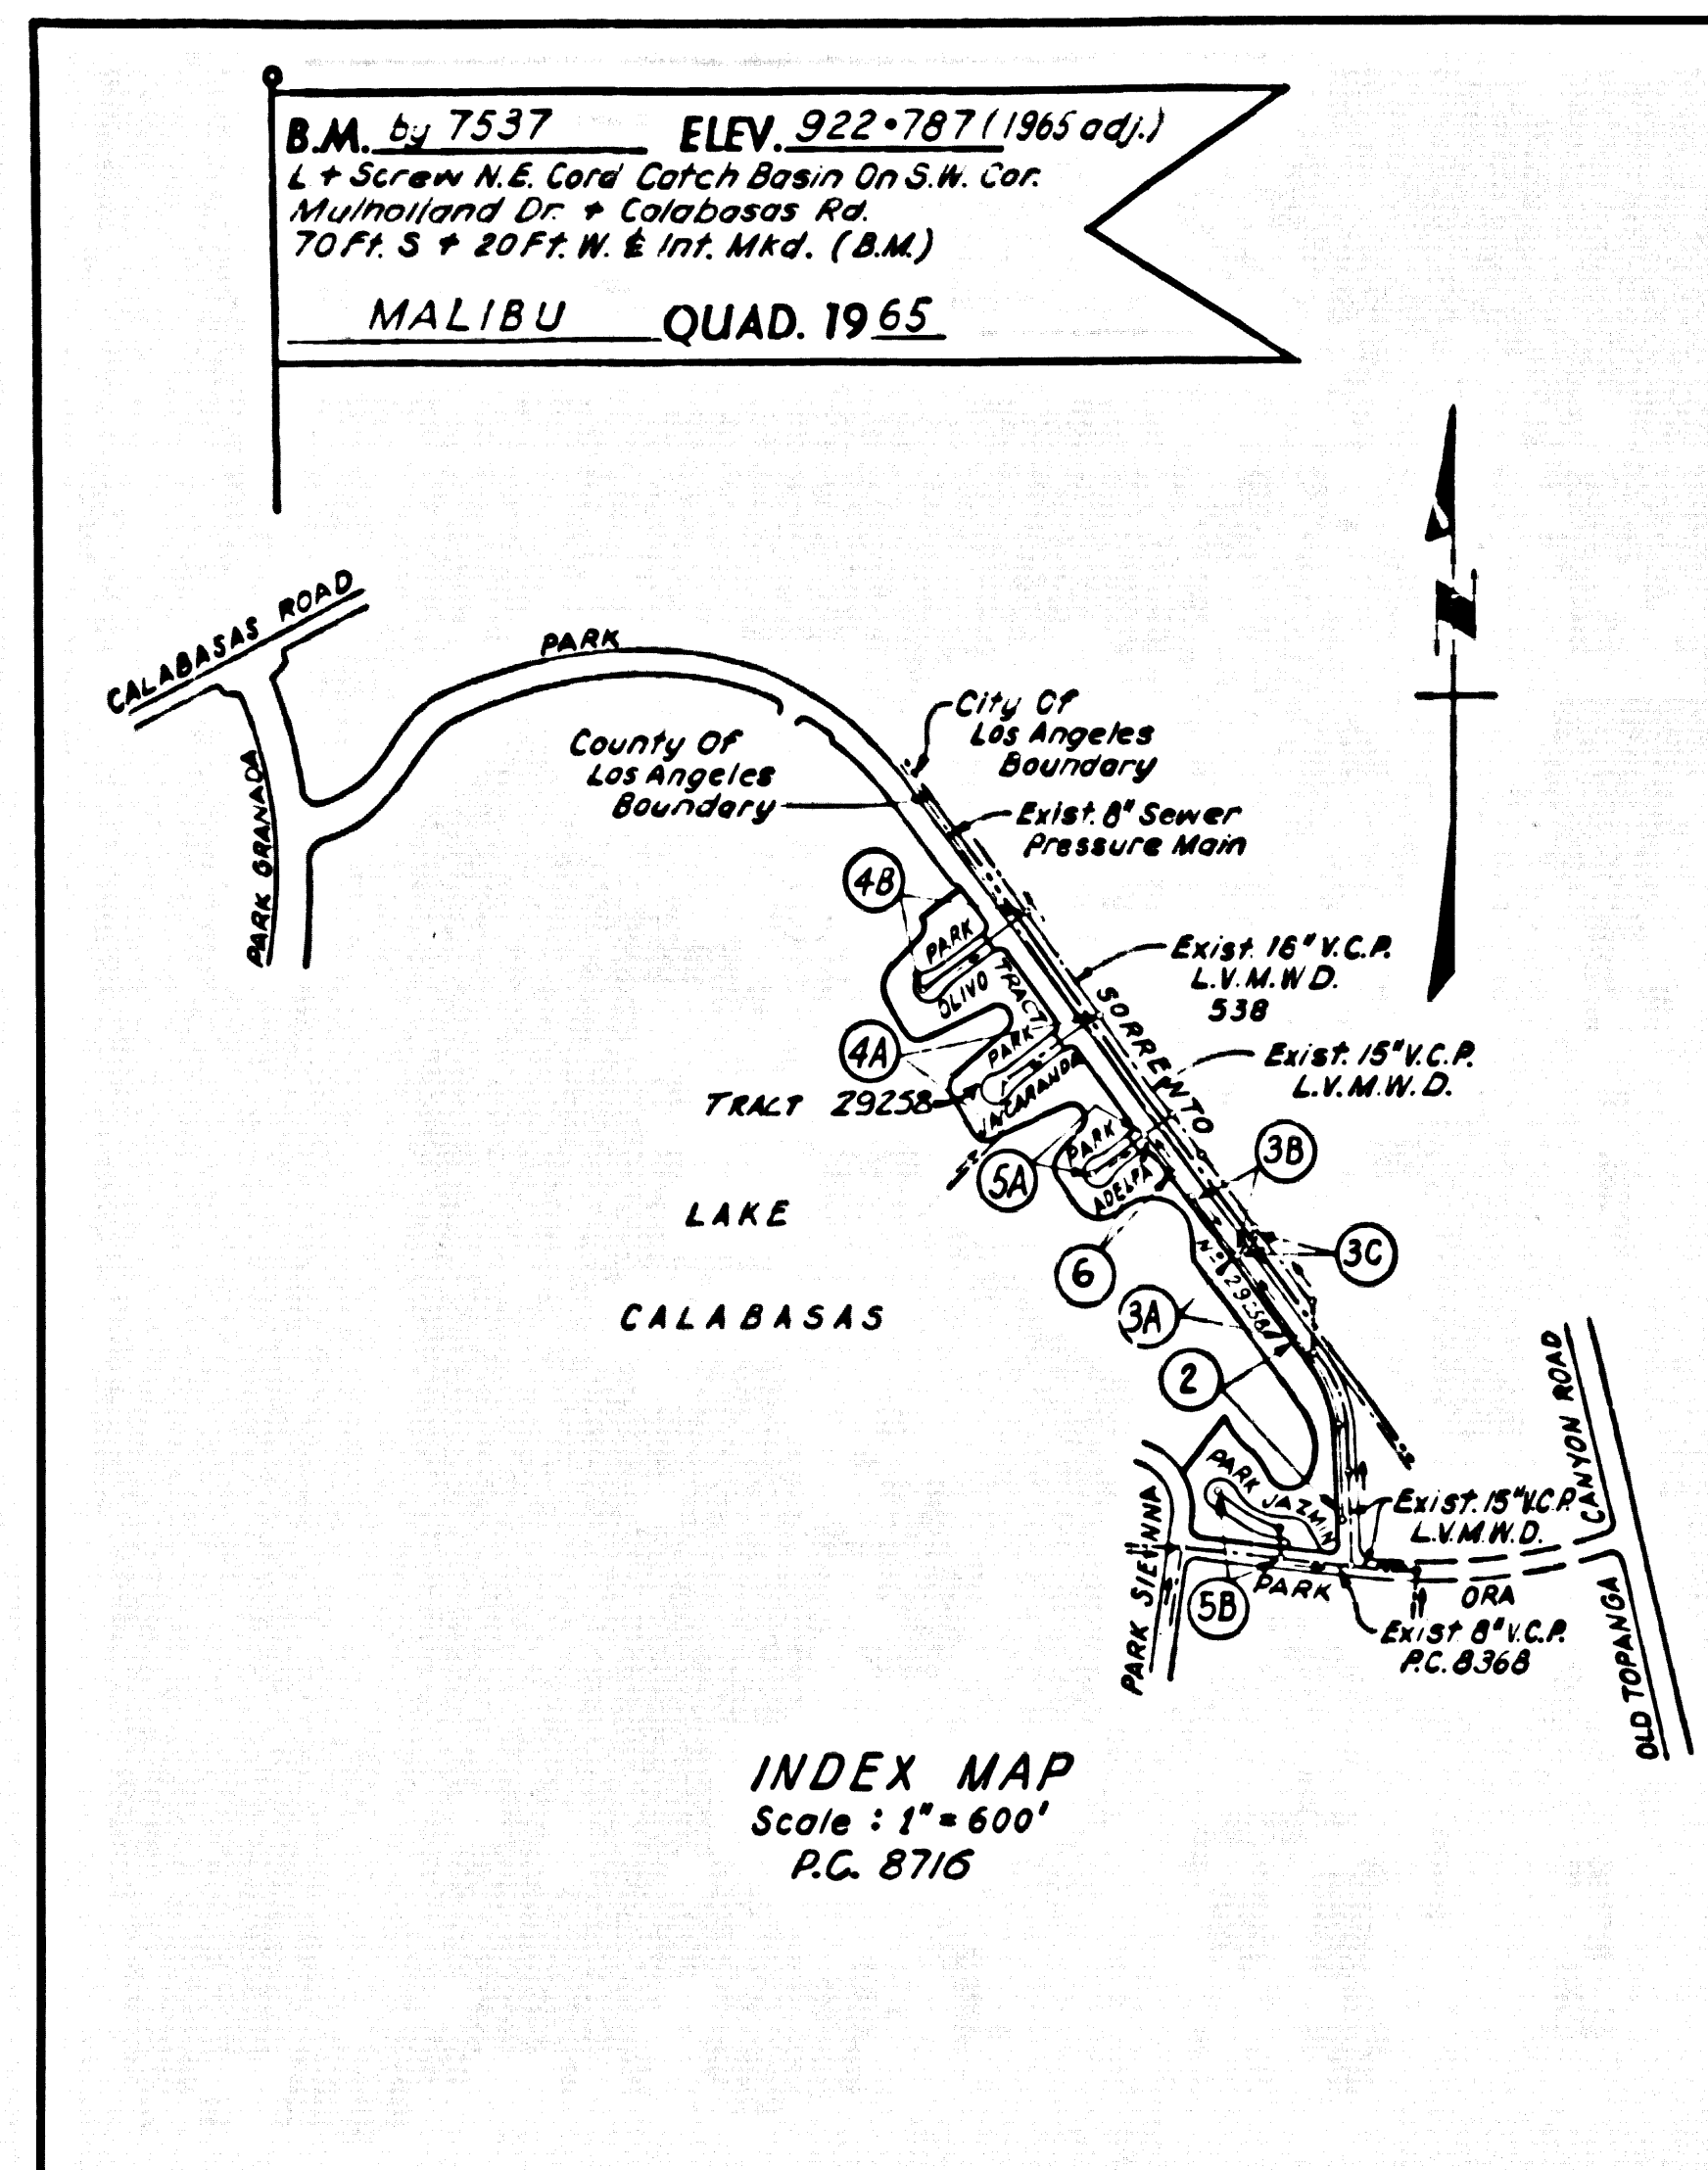 B.M. by 7537 ELEV. 922.787 (1965 adj.)
L + Screw N.E. Cord Catch Basin On S.W. Cor.
Mulholland Dr. + Calabasas Rd.
70 Ft. S + 20 Ft. W. ℄ Int. Mkd. (B.M.)
MALIBU QUAD. 1965
CALABASAS ROAD
PARK
PARK GRANADA
City Of
Los Angeles
Boundary
County Of
Los Angeles
Boundary
Exist. 8" Sewer
Pressure Main
N
4B
PARK
OLIVO
TRACT
Exist. 16" V.C.P.
L.V.M.W.D.
538
SORRENTO
4A
PARK
JACARANDA
TRACT 29258
Exist. 15" V.C.P.
L.V.M.W.D.
5A
PARK
ADELFA
3B
LAKE
6
3C
Nº 29258
3A
CALABASAS
2
PARK JAZMIN
PARK SIENNA
Exist. 15" V.C.P.
L.V.M.W.D.
CANYON ROAD
5B
PARK
ORA
OLD TOPANGA
Exist 8" V.C.P.
P.C. 8368
INDEX MAP
Scale : 1" = 600'
P.C. 8716